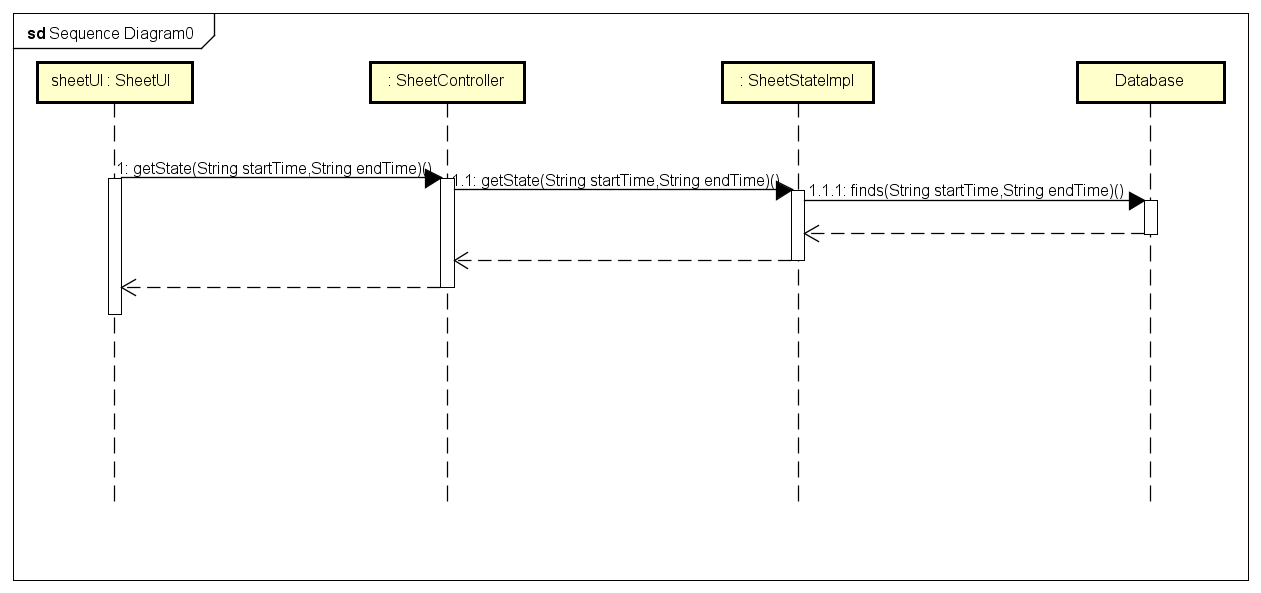 sd Sequence Diagram0
sheetUI : SheetUI
: SheetController
: SheetStateImpl
Database
1: getState(String startTime,String endTime)()
1.1: getState(String startTime,String endTime)()
1.1.1: finds(String startTime,String endTime)()